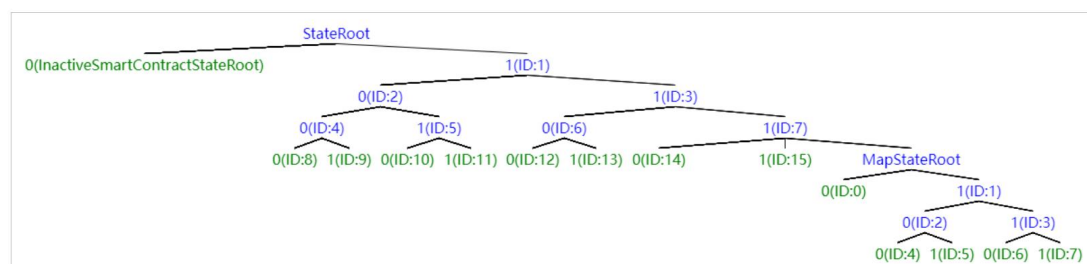 StateRoot
0(InactiveSmartContractStateRoot) 1(ID:1)
0(ID:2) 1(ID:3)
0(ID:4) 1(ID:5) 0(ID:6) 1(ID:7)
0(ID:8) 1(ID:9) 0(ID:10) 1(ID:11) 0(ID:12) 1(ID:13) 0(ID:14) 1(ID:15) MapStateRoot
0(ID:0) 1(ID:1)
0(ID:2) 1(ID:3)
0(ID:4) 1(ID:5) 0(ID:6) 1(ID:7)